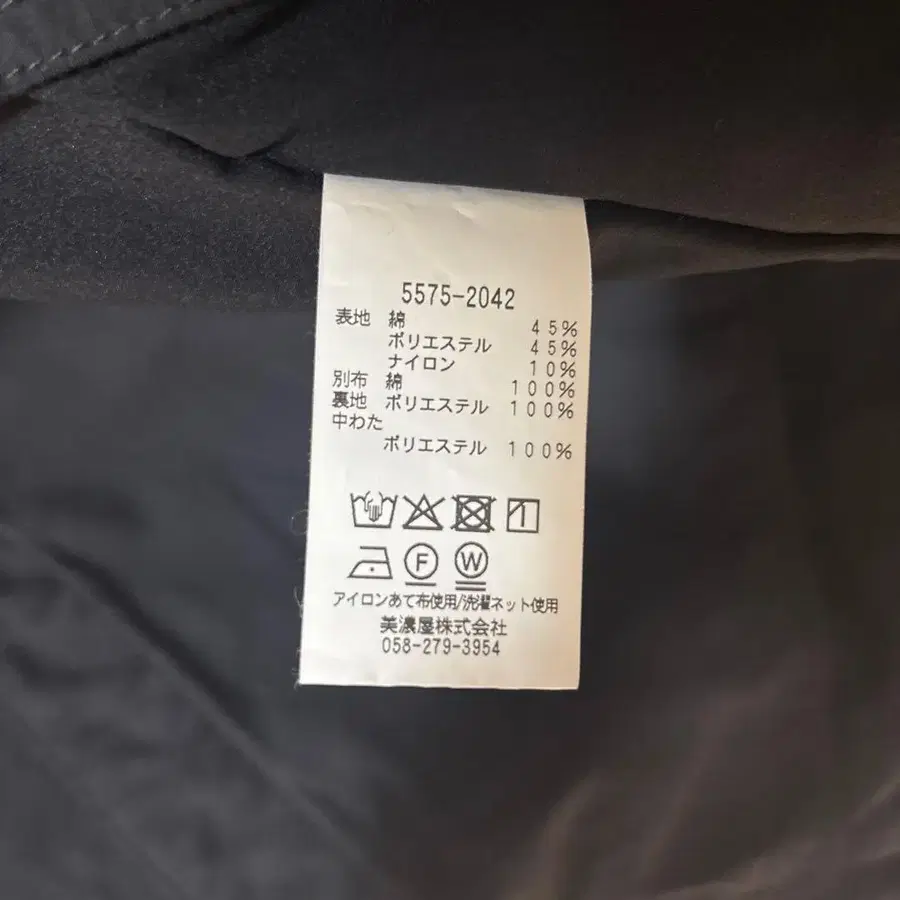 5575-2042
表地 綿 45%
ポリエステル 45%
ナイロン 10%
別布 綿 100%
裏地 ポリエステル 100%
中わた
ポリエステル 100%
F W
アイロンあて布使用/洗濯ネット使用
美濃屋株式会社
058-279-3954